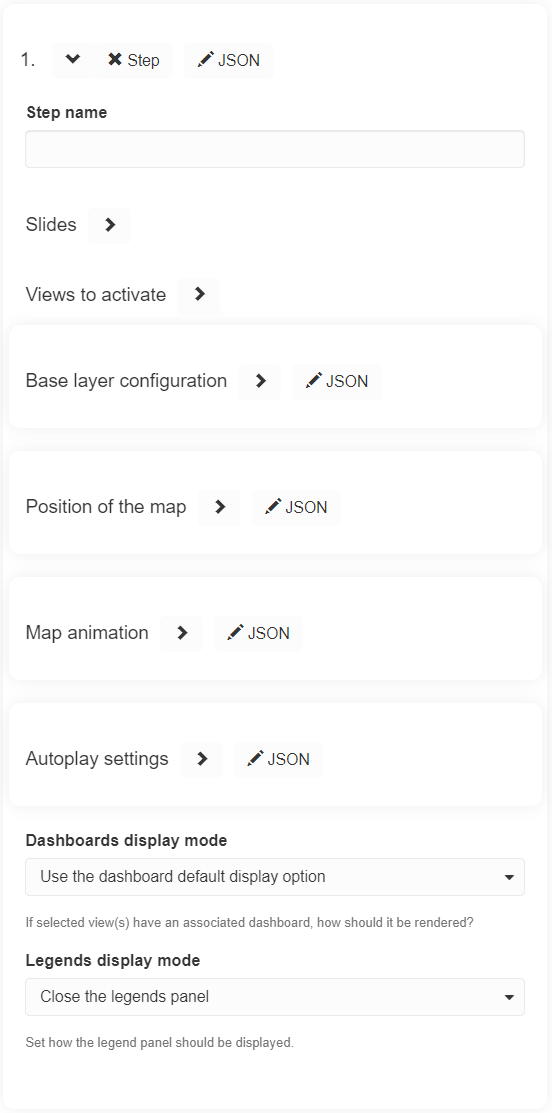 1. Step JSON
Step name
Slides
Views to activate
Base layer configuration JSON
Position of the map JSON
Map animation JSON
Autoplay settings JSON
Dashboards display mode
Use the dashboard default display option
If selected view(s) have an associated dashboard, how should it be rendered?
Legends display mode
Close the legends panel
Set how the legend panel should be displayed.